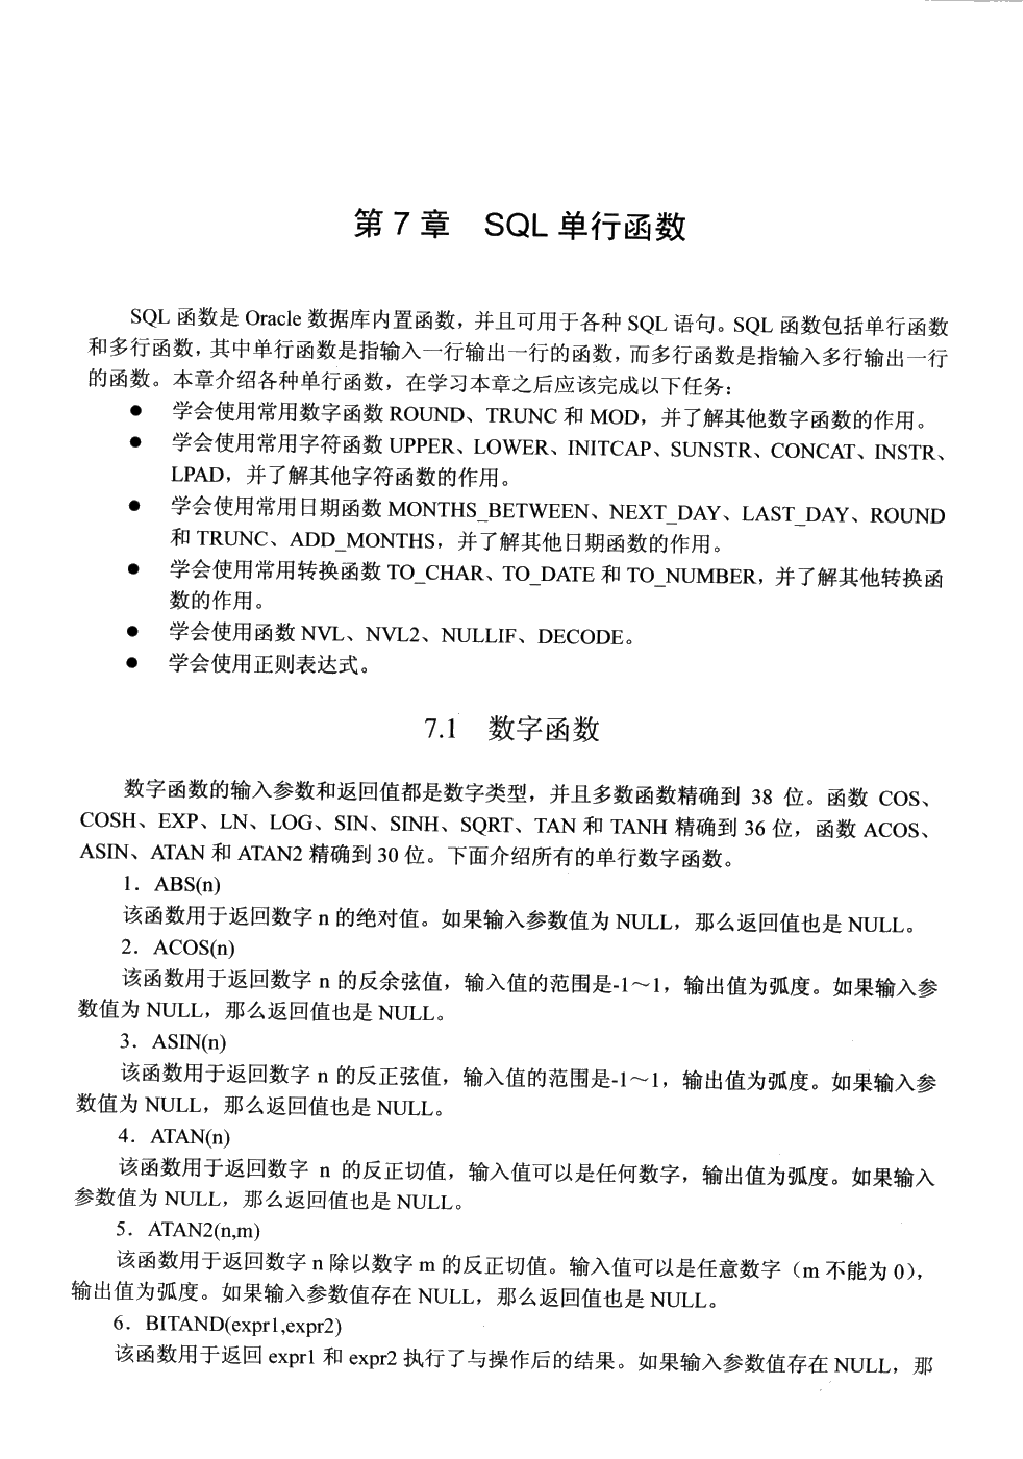 第 7 章 SQL 单行函数
SQL 函数是 Oracle 数据库内置函数，并且可用于各种 SQL 语句。SQL 函数包括单行函数
和多行函数，其中单行函数是指输入一行输出一行的函数，而多行函数是指输入多行输出一行
的函数。本章介绍各种单行函数，在学习本章之后应该完成以下任务：
● 学会使用常用数字函数 ROUND、TRUNC 和 MOD，并了解其他数字函数的作用。
● 学会使用常用字符函数 UPPER、LOWER、INITCAP、SUNSTR、CONCAT、INSTR、
LPAD，并了解其他字符函数的作用。
● 学会使用常用日期函数 MONTHS_BETWEEN、NEXT_DAY、LAST_DAY、ROUND
和 TRUNC、ADD_MONTHS，并了解其他日期函数的作用。
● 学会使用常用转换函数 TO_CHAR、TO_DATE 和 TO_NUMBER，并了解其他转换函
数的作用。
● 学会使用函数 NVL、NVL2、NULLIF、DECODE。
● 学会使用正则表达式。
7.1 数字函数
数字函数的输入参数和返回值都是数字类型，并且多数函数精确到 38 位。函数 COS、
COSH、EXP、LN、LOG、SIN、SINH、SQRT、TAN 和 TANH 精确到 36 位，函数 ACOS、
ASIN、ATAN 和 ATAN2 精确到 30 位。下面介绍所有的单行数字函数。
1．ABS(n)
该函数用于返回数字 n 的绝对值。如果输入参数值为 NULL，那么返回值也是 NULL。
2．ACOS(n)
该函数用于返回数字 n 的反余弦值，输入值的范围是-1～1，输出值为弧度。如果输入参
数值为 NULL，那么返回值也是 NULL。
3．ASIN(n)
该函数用于返回数字 n 的反正弦值，输入值的范围是-1～1，输出值为弧度。如果输入参
数值为 NULL，那么返回值也是 NULL。
4．ATAN(n)
该函数用于返回数字 n 的反正切值，输入值可以是任何数字，输出值为弧度。如果输入
参数值为 NULL，那么返回值也是 NULL。
5．ATAN2(n,m)
该函数用于返回数字 n 除以数字 m 的反正切值。输入值可以是任意数字（m 不能为 0），
输出值为弧度。如果输入参数值存在 NULL，那么返回值也是 NULL。
6．BITAND(expr1,expr2)
该函数用于返回 expr1 和 expr2 执行了与操作后的结果。如果输入参数值存在 NULL，那